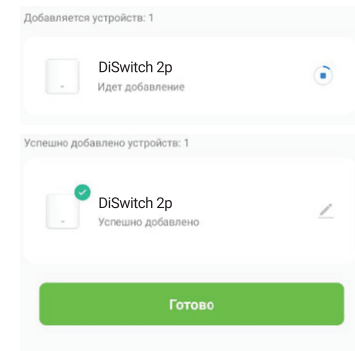 Добавляется устройств: 1
DiSwitch 2p
Идет добавление
Успешно добавлено устройств: 1
DiSwitch 2p
Успешно добавлено
Готово